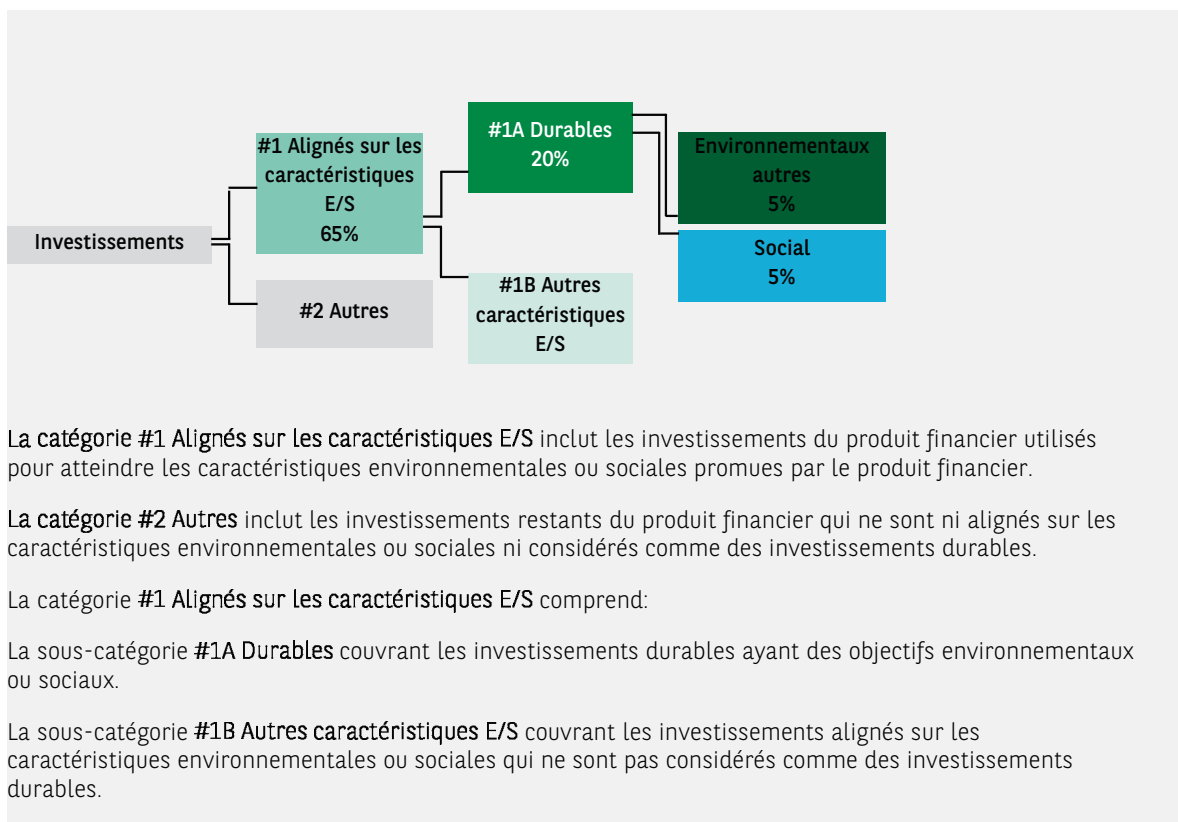 #1A Durables
20%
#1 Alignés sur les
caractéristiques
E/S
65%
Environnementaux
autres
5%
Investissements
Social
5%
#2 Autres
#1B Autres
caractéristiques
E/S
La catégorie #1 Alignés sur les caractéristiques E/S inclut les investissements du produit financier utilisés
pour atteindre les caractéristiques environnementales ou sociales promues par le produit financier.
La catégorie #2 Autres inclut les investissements restants du produit financier qui ne sont ni alignés sur les
caractéristiques environnementales ou sociales ni considérés comme des investissements durables.
La catégorie #1 Alignés sur les caractéristiques E/S comprend:
La sous-catégorie #1A Durables couvrant les investissements durables ayant des objectifs environnementaux
ou sociaux.
La sous-catégorie #1B Autres caractéristiques E/S couvrant les investissements alignés sur les
caractéristiques environnementales ou sociales qui ne sont pas considérés comme des investissements
durables.